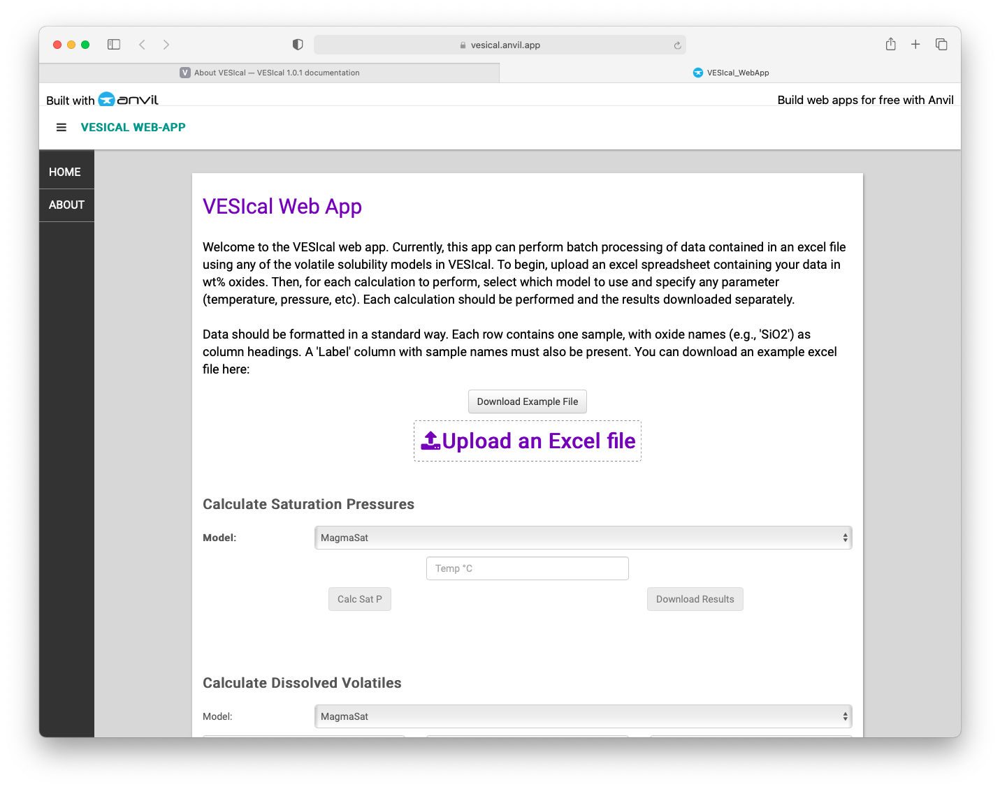 vesical.anvil.app
V About VESIcal — VESIcal 1.0.1 documentation
VESIcal_WebApp
Built with anvil
Build web apps for free with Anvil
VESICAL WEB-APP
HOME
ABOUT
VESIcal Web App
Welcome to the VESIcal web app. Currently, this app can perform batch processing of data contained in an excel file
using any of the volatile solubility models in VESIcal. To begin, upload an excel spreadsheet containing your data in
wt% oxides. Then, for each calculation to perform, select which model to use and specify any parameter
(temperature, pressure, etc). Each calculation should be performed and the results downloaded separately.
Data should be formatted in a standard way. Each row contains one sample, with oxide names (e.g., 'SiO2') as
column headings. A 'Label' column with sample names must also be present. You can download an example excel
file here:
Download Example File
Upload an Excel file
Calculate Saturation Pressures
Model:
MagmaSat
Temp °C
Calc Sat P
Download Results
Calculate Dissolved Volatiles
Model:
MagmaSat